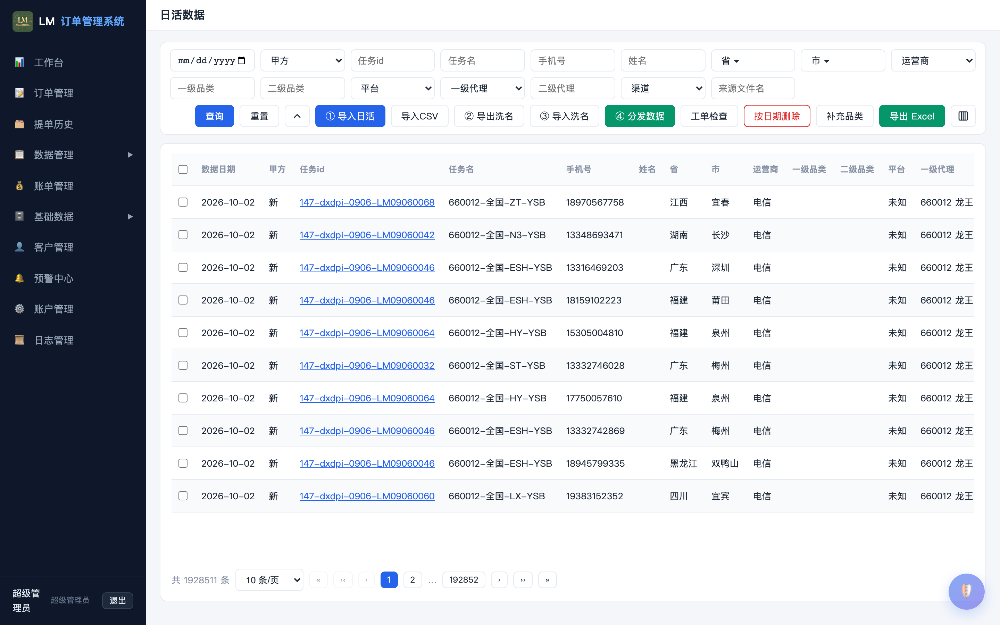 LM 订单管理系统
工作台
订单管理
提单历史
数据管理
账单管理
基础数据
客户管理
预警中心
账户管理
日志管理
超级管理员 超级管理员 退出
日活数据
mm/dd/yyyy 甲方 任务id 任务名 手机号 姓名 省 市 运营商
一级品类 二级品类 平台 一级代理 二级代理 渠道 来源文件名
查询 重置 ① 导入日活 导入CSV ② 导出洗名 ③ 导入洗名 ④ 分发数据 工单检查 按日期删除 补充品类 导出 Excel
数据日期 甲方 任务id 任务名 手机号 姓名 省 市 运营商 一级品类 二级品类 平台 一级代理
2026-10-02 新 147-dxdpi-0906-LM09060068 660012-全国-ZT-YSB 18970567758 江西 宜春 电信 未知 660012 龙王
2026-10-02 新 147-dxdpi-0906-LM09060042 660012-全国-N3-YSB 13348693471 湖南 长沙 电信 未知 660012 龙王
2026-10-02 新 147-dxdpi-0906-LM09060046 660012-全国-ESH-YSB 13316469203 广东 深圳 电信 未知 660012 龙王
2026-10-02 新 147-dxdpi-0906-LM09060046 660012-全国-ESH-YSB 18159102223 福建 莆田 电信 未知 660012 龙王
2026-10-02 新 147-dxdpi-0906-LM09060064 660012-全国-HY-YSB 15305004810 福建 泉州 电信 未知 660012 龙王
2026-10-02 新 147-dxdpi-0906-LM09060032 660012-全国-ST-YSB 13332746028 广东 梅州 电信 未知 660012 龙王
2026-10-02 新 147-dxdpi-0906-LM09060064 660012-全国-HY-YSB 17750057610 福建 泉州 电信 未知 660012 龙王
2026-10-02 新 147-dxdpi-0906-LM09060046 660012-全国-ESH-YSB 13332742869 广东 梅州 电信 未知 660012 龙王
2026-10-02 新 147-dxdpi-0906-LM09060046 660012-全国-ESH-YSB 18945799335 黑龙江 双鸭山 电信 未知 660012 龙王
2026-10-02 新 147-dxdpi-0906-LM09060060 660012-全国-LX-YSB 19383152352 四川 宜宾 电信 未知 660012 龙王
共 1928511 条 10 条/页 « ‹‹ ‹ 1 2 … 192852 › ›› »